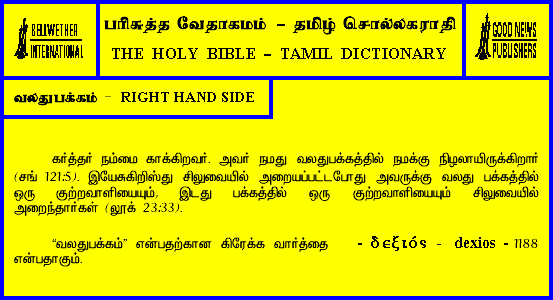 BELLWETHER
INTERNATIONAL
பரிசுத்த வேதாகமம் - தமிழ் சொல்லகராதி
THE HOLY BIBLE - TAMIL DICTIONARY
GOOD NEWS
PUBLISHERS
வலதுபக்கம் - RIGHT HAND SIDE
கர்த்தர் நம்மை காக்கிறவர். அவர் நமது வலதுபக்கத்தில் நமக்கு நிழலாயிருக்கிறார்
(சங் 121:5). இயேசுகிறிஸ்து சிலுவையில் அறையப்பட்டபோது அவருக்கு வலது பக்கத்தில்
ஒரு குற்றவாளியையும், இடது பக்கத்தில் ஒரு குற்றவாளியையும் சிலுவையில்
அறைந்தார்கள் (லூக் 23:33).
“வலதுபக்கம்” என்பதற்கான கிரேக்க வார்த்தை - δεξιός - dexios - 1188
என்பதாகும்.